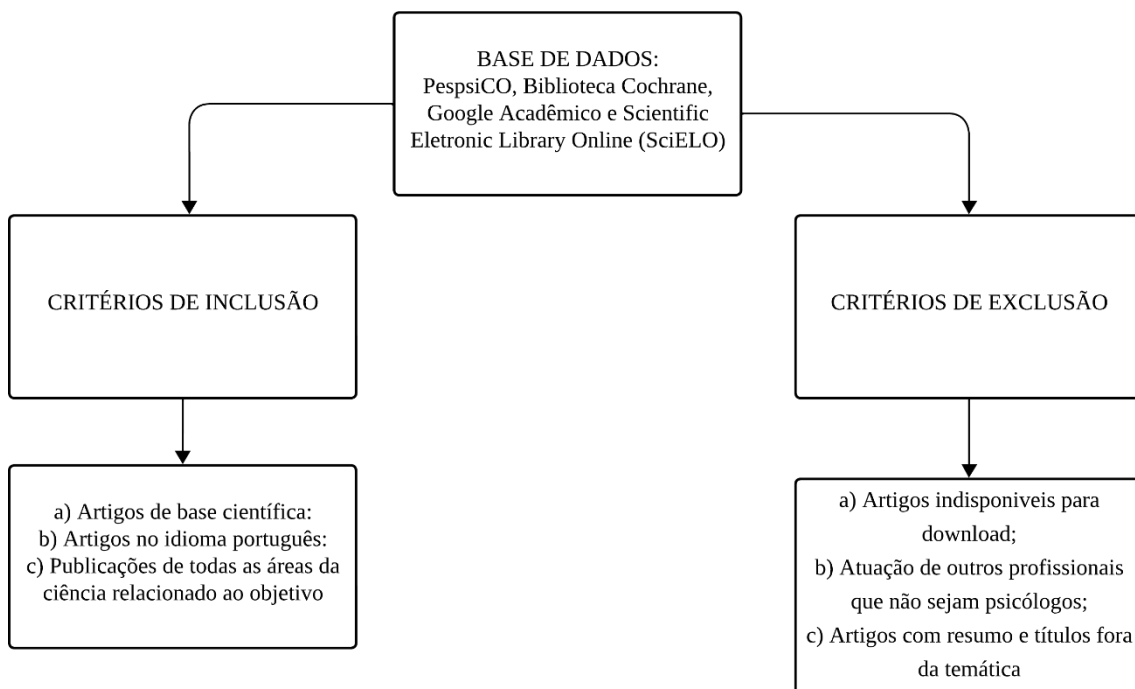 BASE DE DADOS:
PespsiCO, Biblioteca Cochrane,
Google Acadêmico e Scientific
Eletronic Library Online (SciELO)
CRITÉRIOS DE INCLUSÃO
CRITÉRIOS DE EXCLUSÃO
a) Artigos de base científica:
b) Artigos no idioma português:
c) Publicações de todas as áreas da
ciência relacionado ao objetivo
a) Artigos indisponiveis para
download;
b) Atuação de outros profissionais
que não sejam psicólogos;
c) Artigos com resumo e títulos fora
da temática